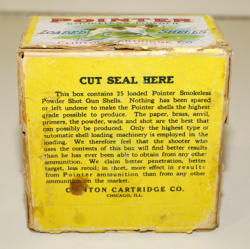 POINTER
LOADED SHELLS
CLINTON CARTRIDGE CO.
CUT SEAL HERE
This box contains 25 loaded Pointer Smokeless
Powder Shot Gun Shells. Nothing has been spared
or left undone to make the Pointer shells the highest
grade possible to produce. The paper, brass, anvil,
primers, the powder, wads and shot are the best that
can possibly be produced. Only the highest type of
automatic shell loading machinery is employed in the
loading. We therefore feel that the shooter who
uses the contents of this box will find better results
than he has ever been able to obtain from any other
ammunition. We claim better penetration, better
target, less recoil; in short, more effect in results
from Pointer ammunition than from any other
ammunition on the market.
CLINTON CARTRIDGE CO.
CHICAGO, ILL.